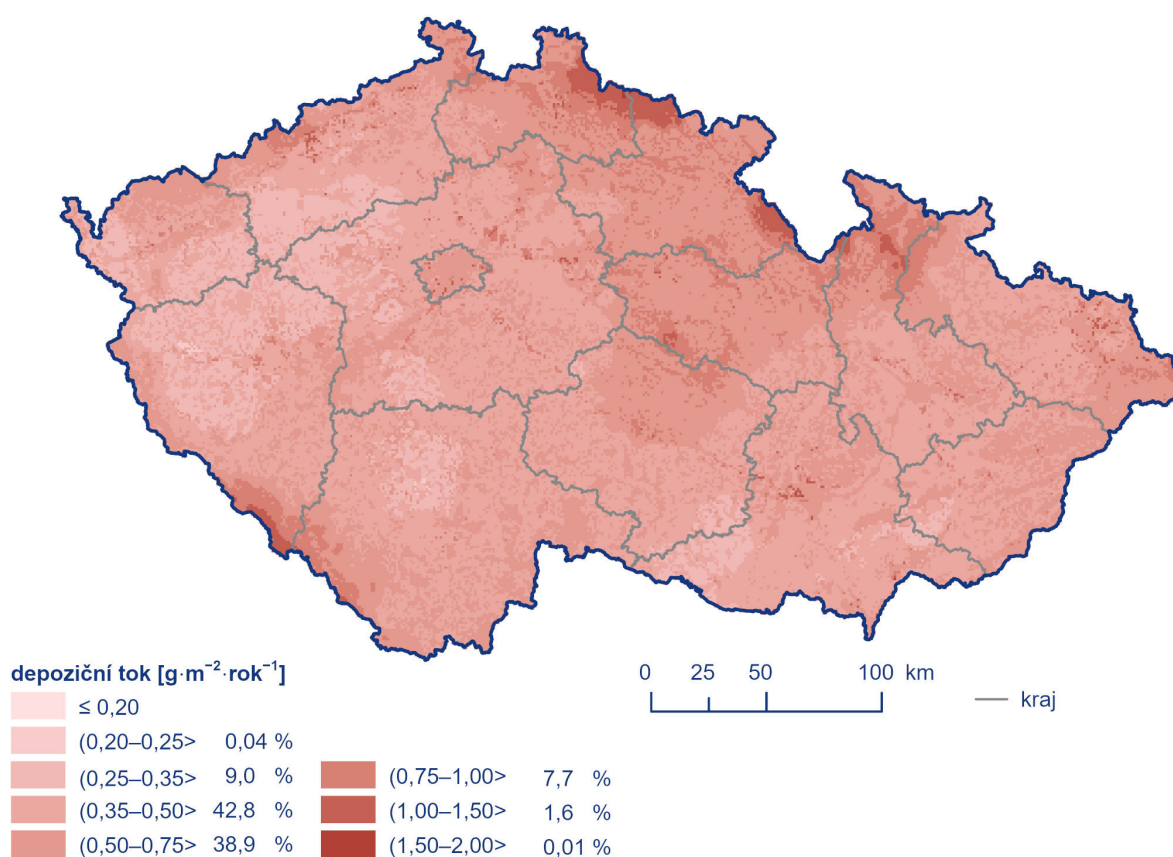 depoziční tok [g·m⁻²·rok⁻¹]
≤ 0,20
(0,20–0,25> 0,04 %
(0,25–0,35> 9,0 %
(0,35–0,50> 42,8 %
(0,50–0,75> 38,9 %
(0,75–1,00> 7,7 %
(1,00–1,50> 1,6 %
(1,50–2,00> 0,01 %
0 25 50 100 km
kraj